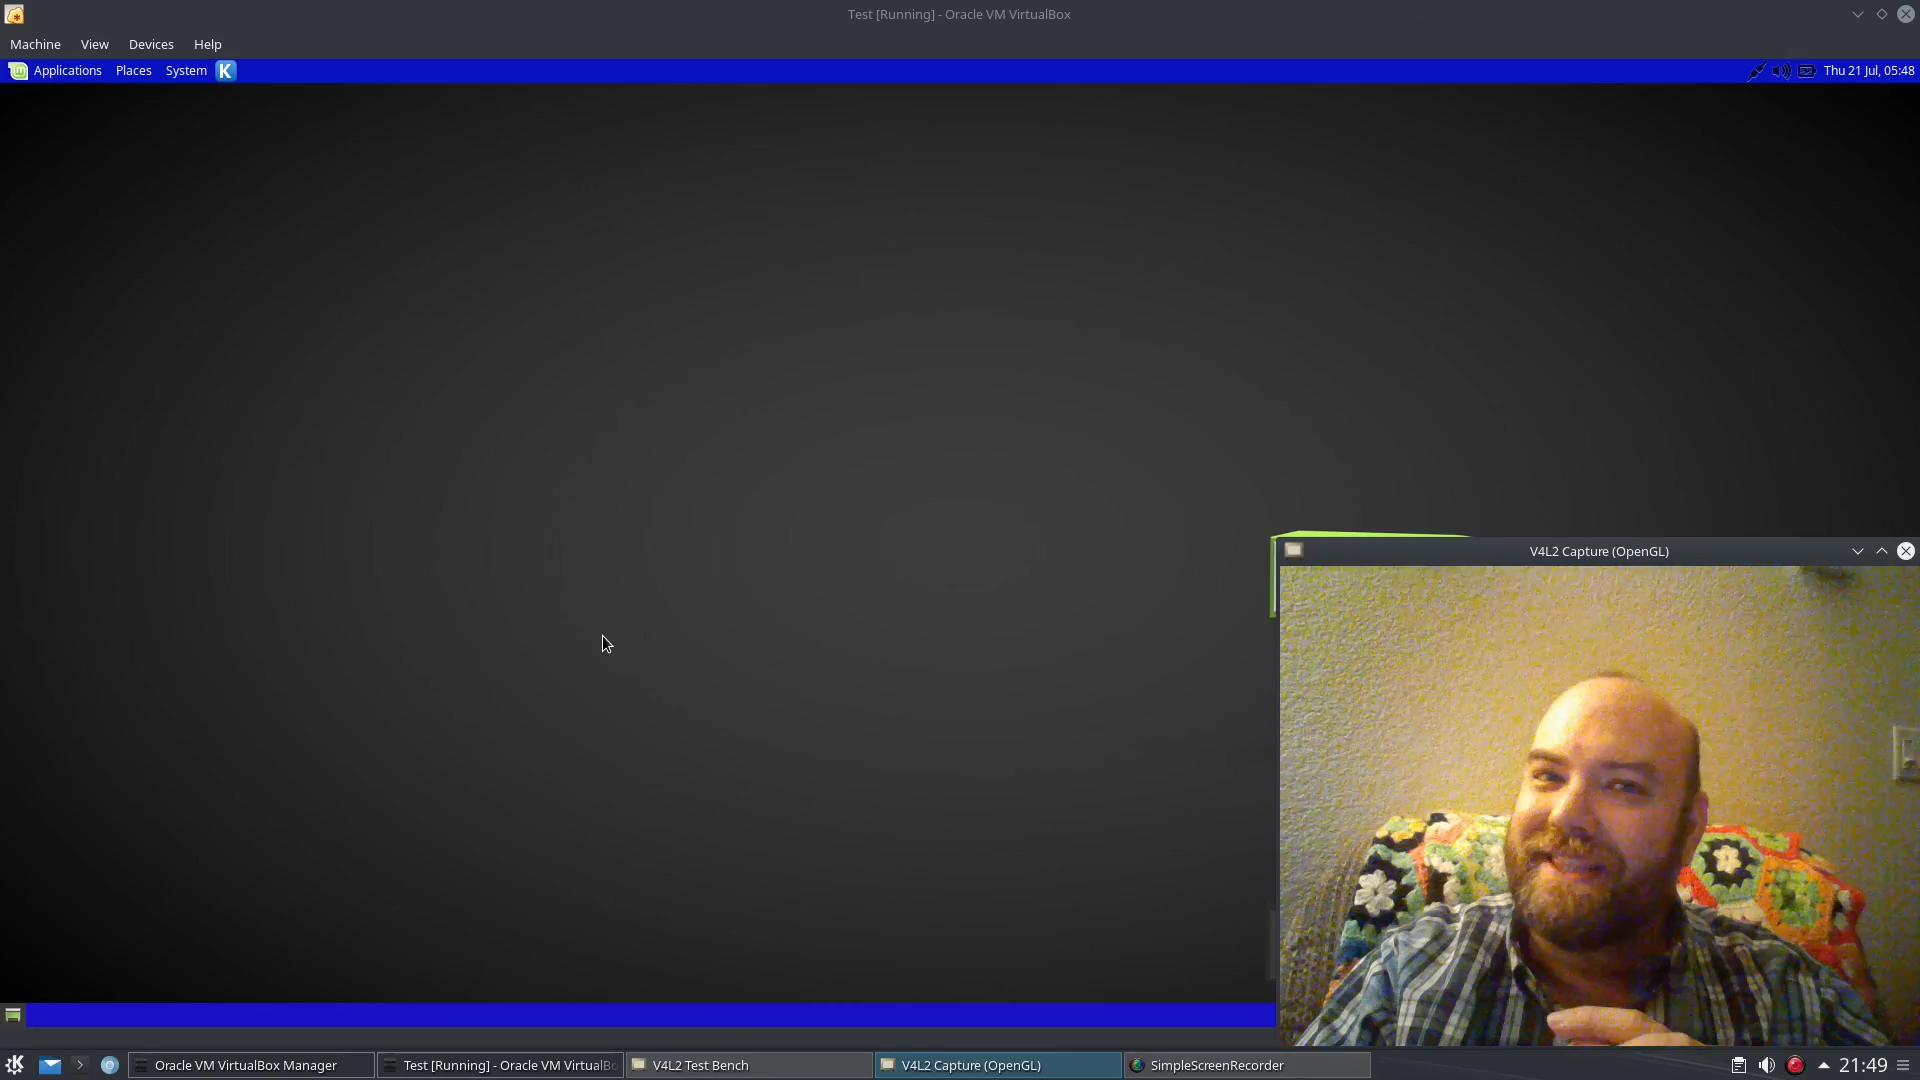 Test [Running] - Oracle VM VirtualBox
Machine View Devices Help
Applications Places System K Thu 21 Jul, 05:48
V4L2 Capture (OpenGL)
Oracle VM VirtualBox Manager Test [Running] - Oracle VM VirtualBo V4L2 Test Bench V4L2 Capture (OpenGL) SimpleScreenRecorder 21:49